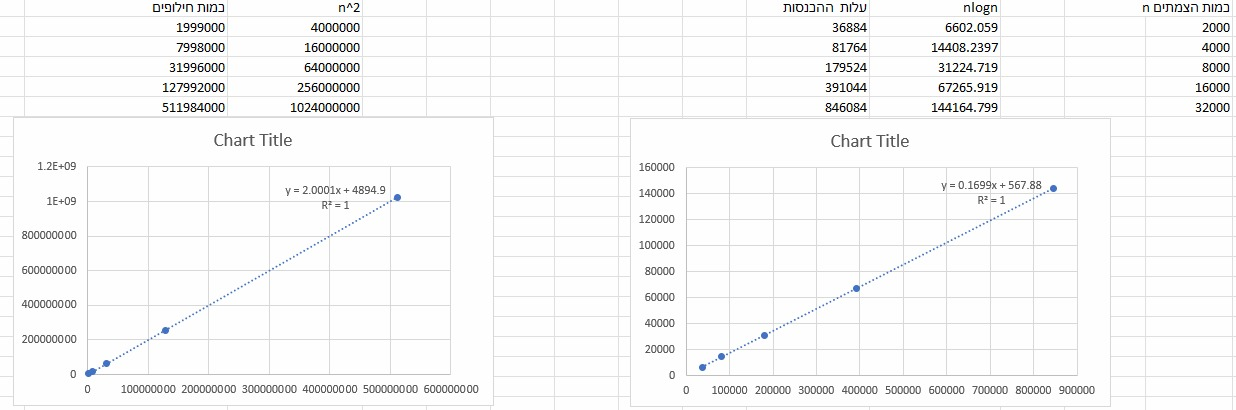 כמות הצמתים n nlogn עלות ההכנסות n^2 כמות חילופים
2000 6602.059 36884 4000000 1999000
4000 14408.2397 81764 16000000 7998000
8000 31224.719 179524 64000000 31996000
16000 67265.919 391044 256000000 127992000
32000 144164.799 846084 1024000000 511984000
Chart Title
160000
140000
120000
100000
80000
60000
40000
20000
0
y = 0.1699x + 567.88
R² = 1
0 100000 200000 300000 400000 500000 600000 700000 800000 900000
Chart Title
1.2E+09
1E+09
800000000
600000000
400000000
200000000
0
y = 2.0001x + 4894.9
R² = 1
0 100000000 200000000 300000000 400000000 500000000 600000000